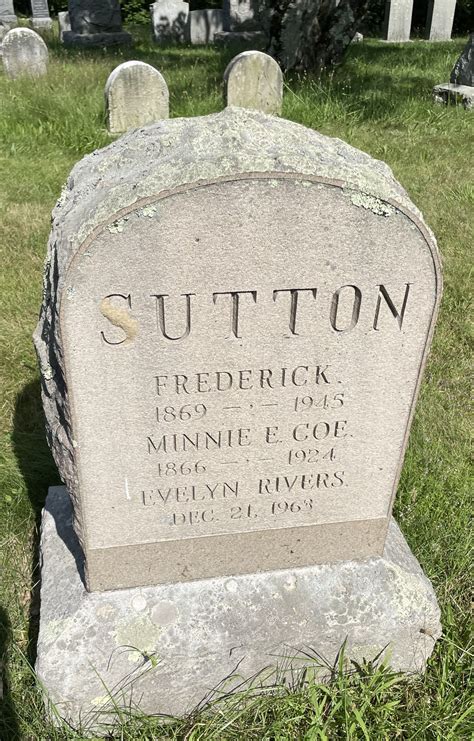 SUTTON
FREDERICK.
1869 — · — 1945
MINNIE E. COE.
1866 — · — 1924
EVELYN RIVERS.
DEC. 21, 1963